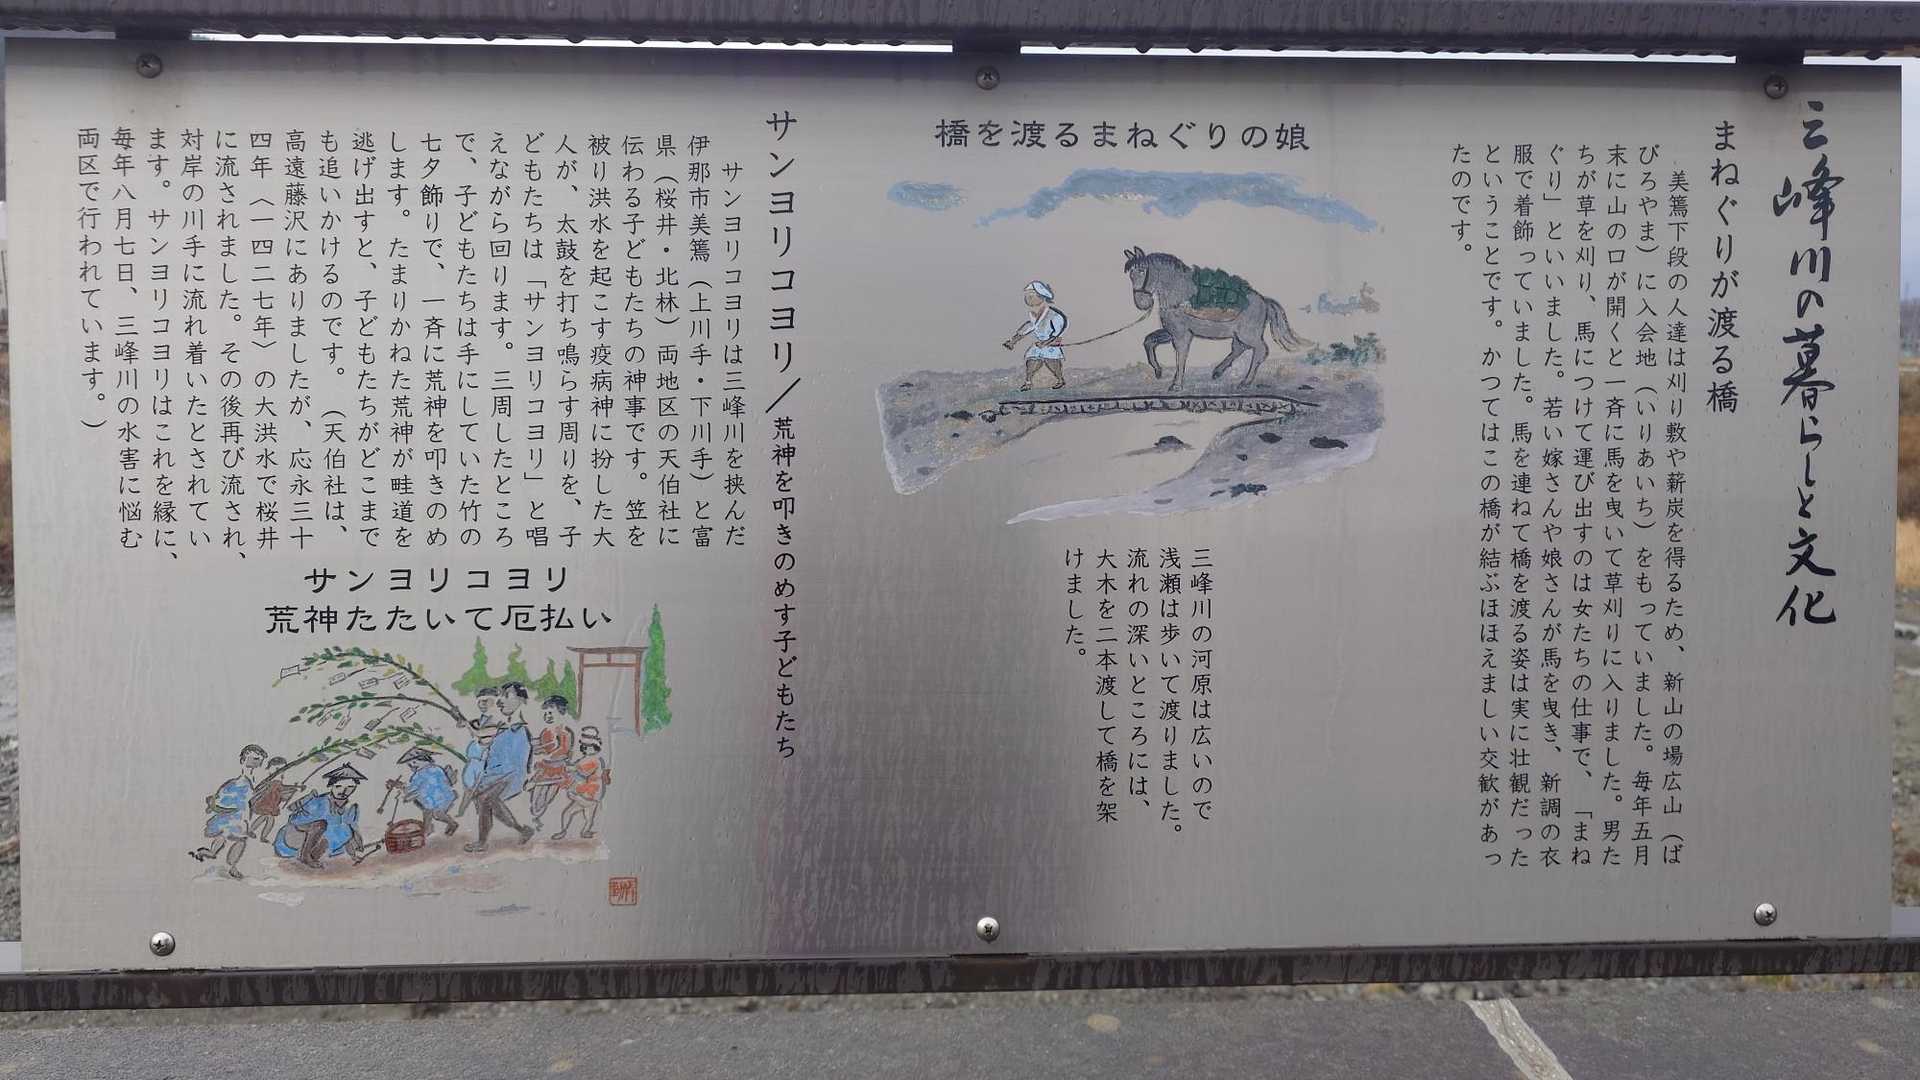 三峰川の暮らしと文化
まねぐりが渡る橋
美篶下段の人達は刈り敷や薪炭を得るため、新山の場広山（ば
びろやま）に入会地（いりあいち）をもっていました。毎年五月
末に山の口が開くと一斉に馬を曳いて草刈りに入りました。男た
ちが草を刈り、馬につけて運び出すのは女たちの仕事で、「まね
ぐり」といいました。若い嫁さんや娘さんが馬を曳き、新調の衣
服で着飾っていました。馬を連ねて橋を渡る姿は実に壮観だった
ということです。かつてはこの橋が結ぶほほえましい交歓があっ
たのです。
橋を渡るまねぐりの娘
三峰川の河原は広いので
浅瀬は歩いて渡りました。
流れの深いところには、
大木を二本渡して橋を架
けました。
サンヨリコヨリ／荒神を叩きのめす子どもたち
サンヨリコヨリは三峰川を挟んだ
伊那市美篶（上川手・下川手）と富
県（桜井・北林）両地区の天伯社に
伝わる子どもたちの神事です。笠を
被り洪水を起こす疫病神に扮した大
人が、太鼓を打ち鳴らす周りを、子
どもたちは「サンヨリコヨリ」と唱
えながら回ります。三周したところ
で、子どもたちは手にしていた竹の
七夕飾りで、一斉に荒神を叩きのめ
します。たまりかねた荒神が畦道を
逃げ出すと、子どもたちがどこまで
も追いかけるのです。（天伯社は、
高遠藤沢にありましたが、応永三十
四年（一四二七年）の大洪水で桜井
に流されました。その後再び流され、
対岸の川手に流れ着いたとされてい
ます。サンヨリコヨリはこれを縁に、
毎年八月七日、三峰川の水害に悩む
両区で行われています。）
サンヨリコヨリ
荒神たたいて厄払い